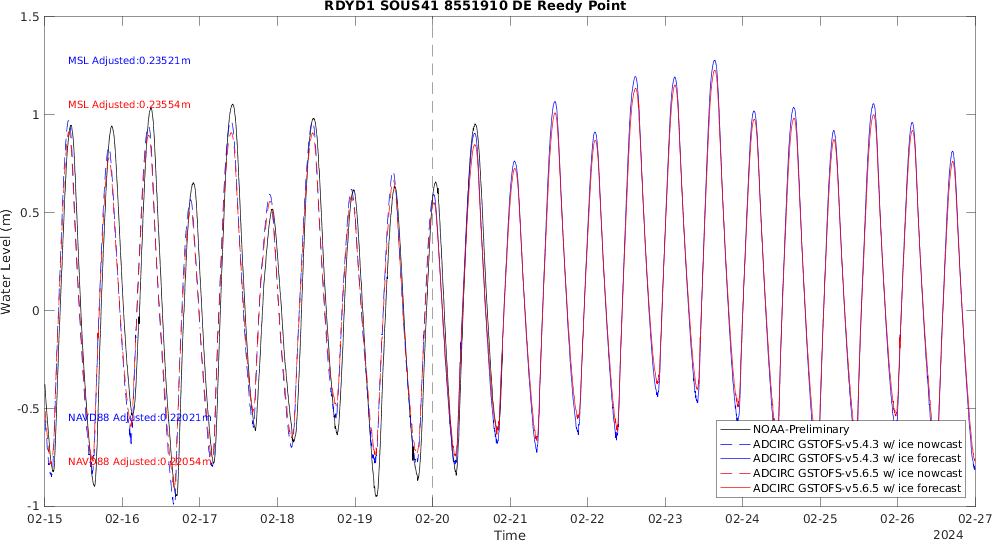 RDYD1 SOUS41 8551910 DE Reedy Point
1.5
1
0.5
0
-0.5
-1
Water Level (m)
MSL Adjusted:0.23521m
MSL Adjusted:0.23554m
NAVD88 Adjusted:0.22021m
NAVD88 Adjusted:0.22054m
NOAA-Preliminary
ADCIRC GSTOFS-v5.4.3 w/ ice nowcast
ADCIRC GSTOFS-v5.4.3 w/ ice forecast
ADCIRC GSTOFS-v5.6.5 w/ ice nowcast
ADCIRC GSTOFS-v5.6.5 w/ ice forecast
02-15 02-16 02-17 02-18 02-19 02-20 02-21 02-22 02-23 02-24 02-25 02-26 02-27
Time
2024